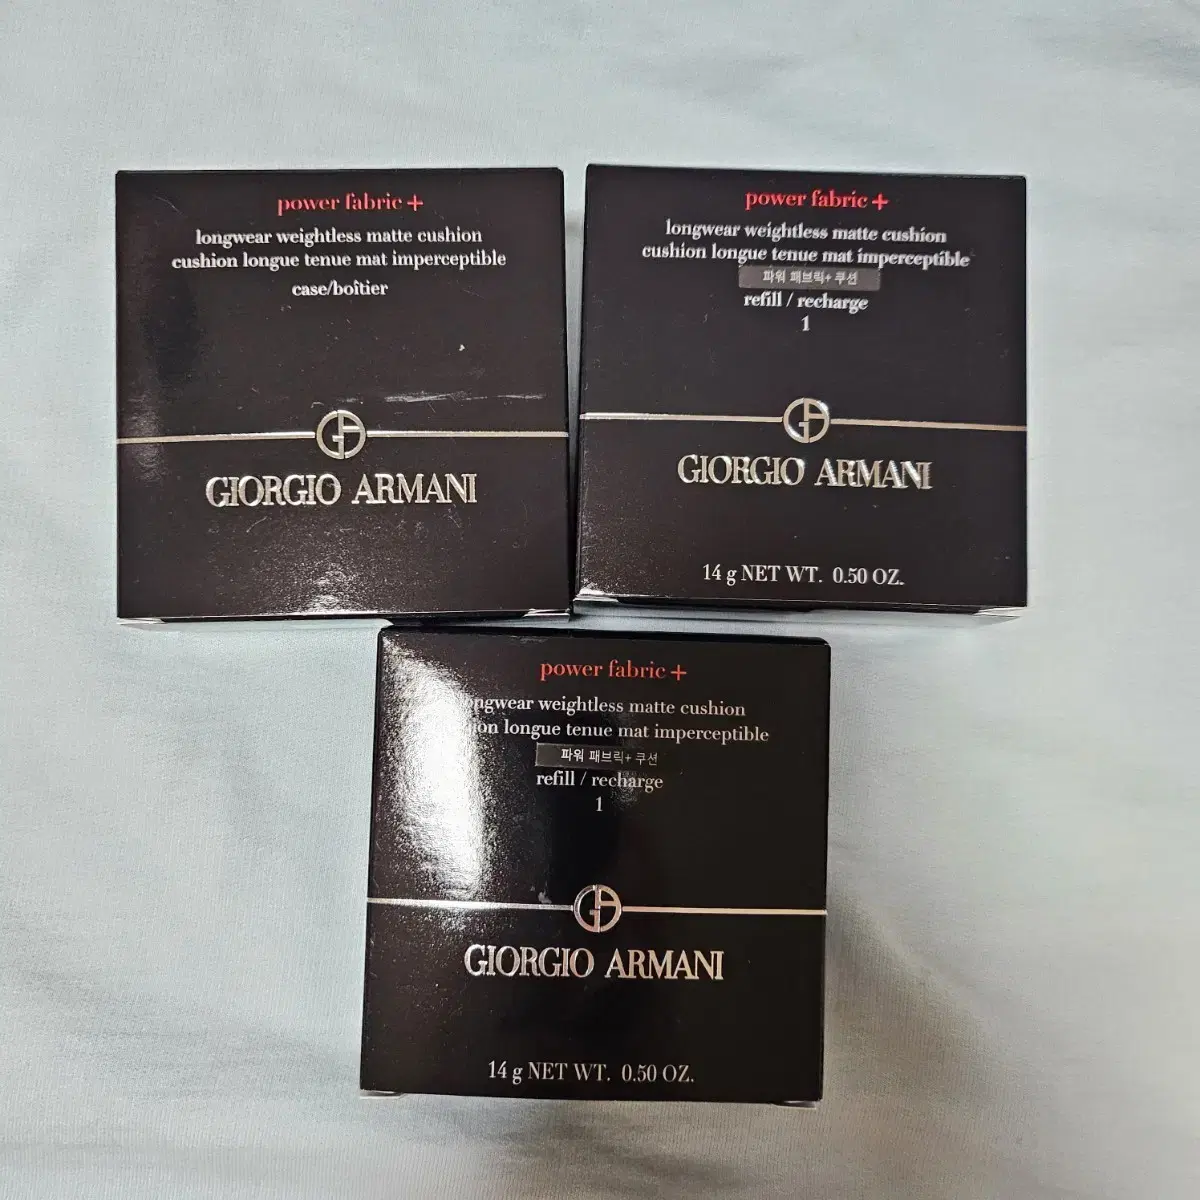 power fabric +
longwear weightless matte cushion
cushion longue tenue mat imperceptible
case/boîtier
GA
GIORGIO ARMANI
power fabric +
longwear weightless matte cushion
cushion longue tenue mat imperceptible
파워 패브릭+ 쿠션
refill / recharge
1
GA
GIORGIO ARMANI
14 g NET WT. 0.50 OZ.
power fabric +
longwear weightless matte cushion
cushion longue tenue mat imperceptible
파워 패브릭+ 쿠션
refill / recharge
1
GA
GIORGIO ARMANI
14 g NET WT. 0.50 OZ.